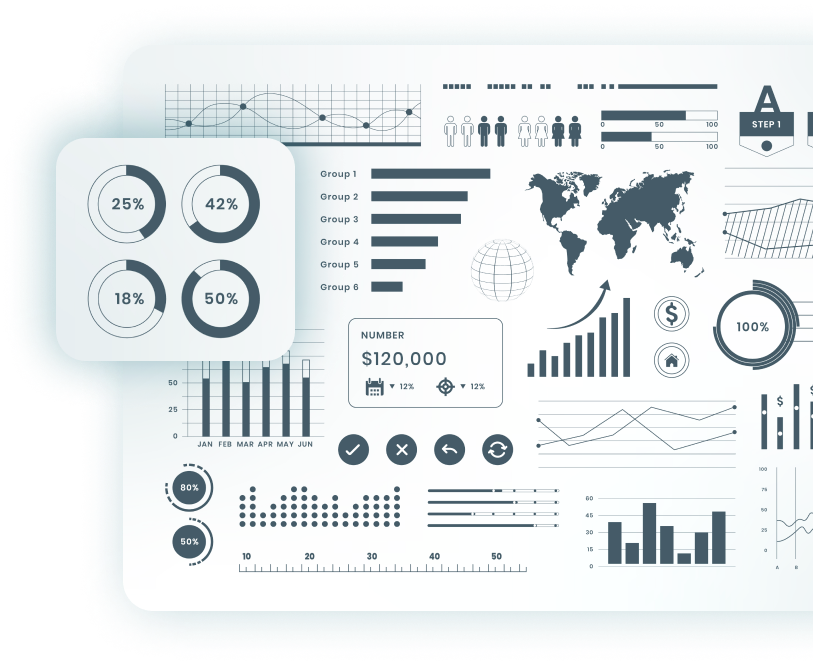 A
STEP 1
0 50 100
0 50 100
25%
42%
18%
50%
Group 1
Group 2
Group 3
Group 4
Group 5
Group 6
NUMBER
$120,000
12%
12%
$
100%
50
25
0
JAN FEB MAR APR MAY JUN
80%
50%
10 20 30 40 50
60
45
30
15
0
$
$
100
75
50
25
0
A B